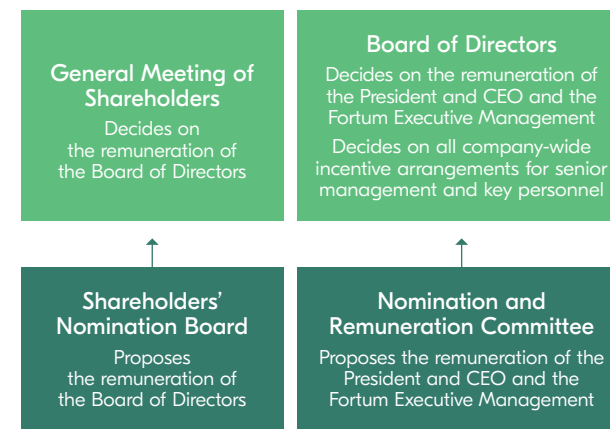 General Meeting of
Shareholders
Decides on
the remuneration of
the Board of Directors
Board of Directors
Decides on the remuneration of
the President and CEO and the
Fortum Executive Management
Decides on all company-wide
incentive arrangements for senior
management and key personnel
Shareholders’
Nomination Board
Proposes
the remuneration of
the Board of Directors
Nomination and
Remuneration Committee
Proposes the remuneration of the
President and CEO and the
Fortum Executive Management